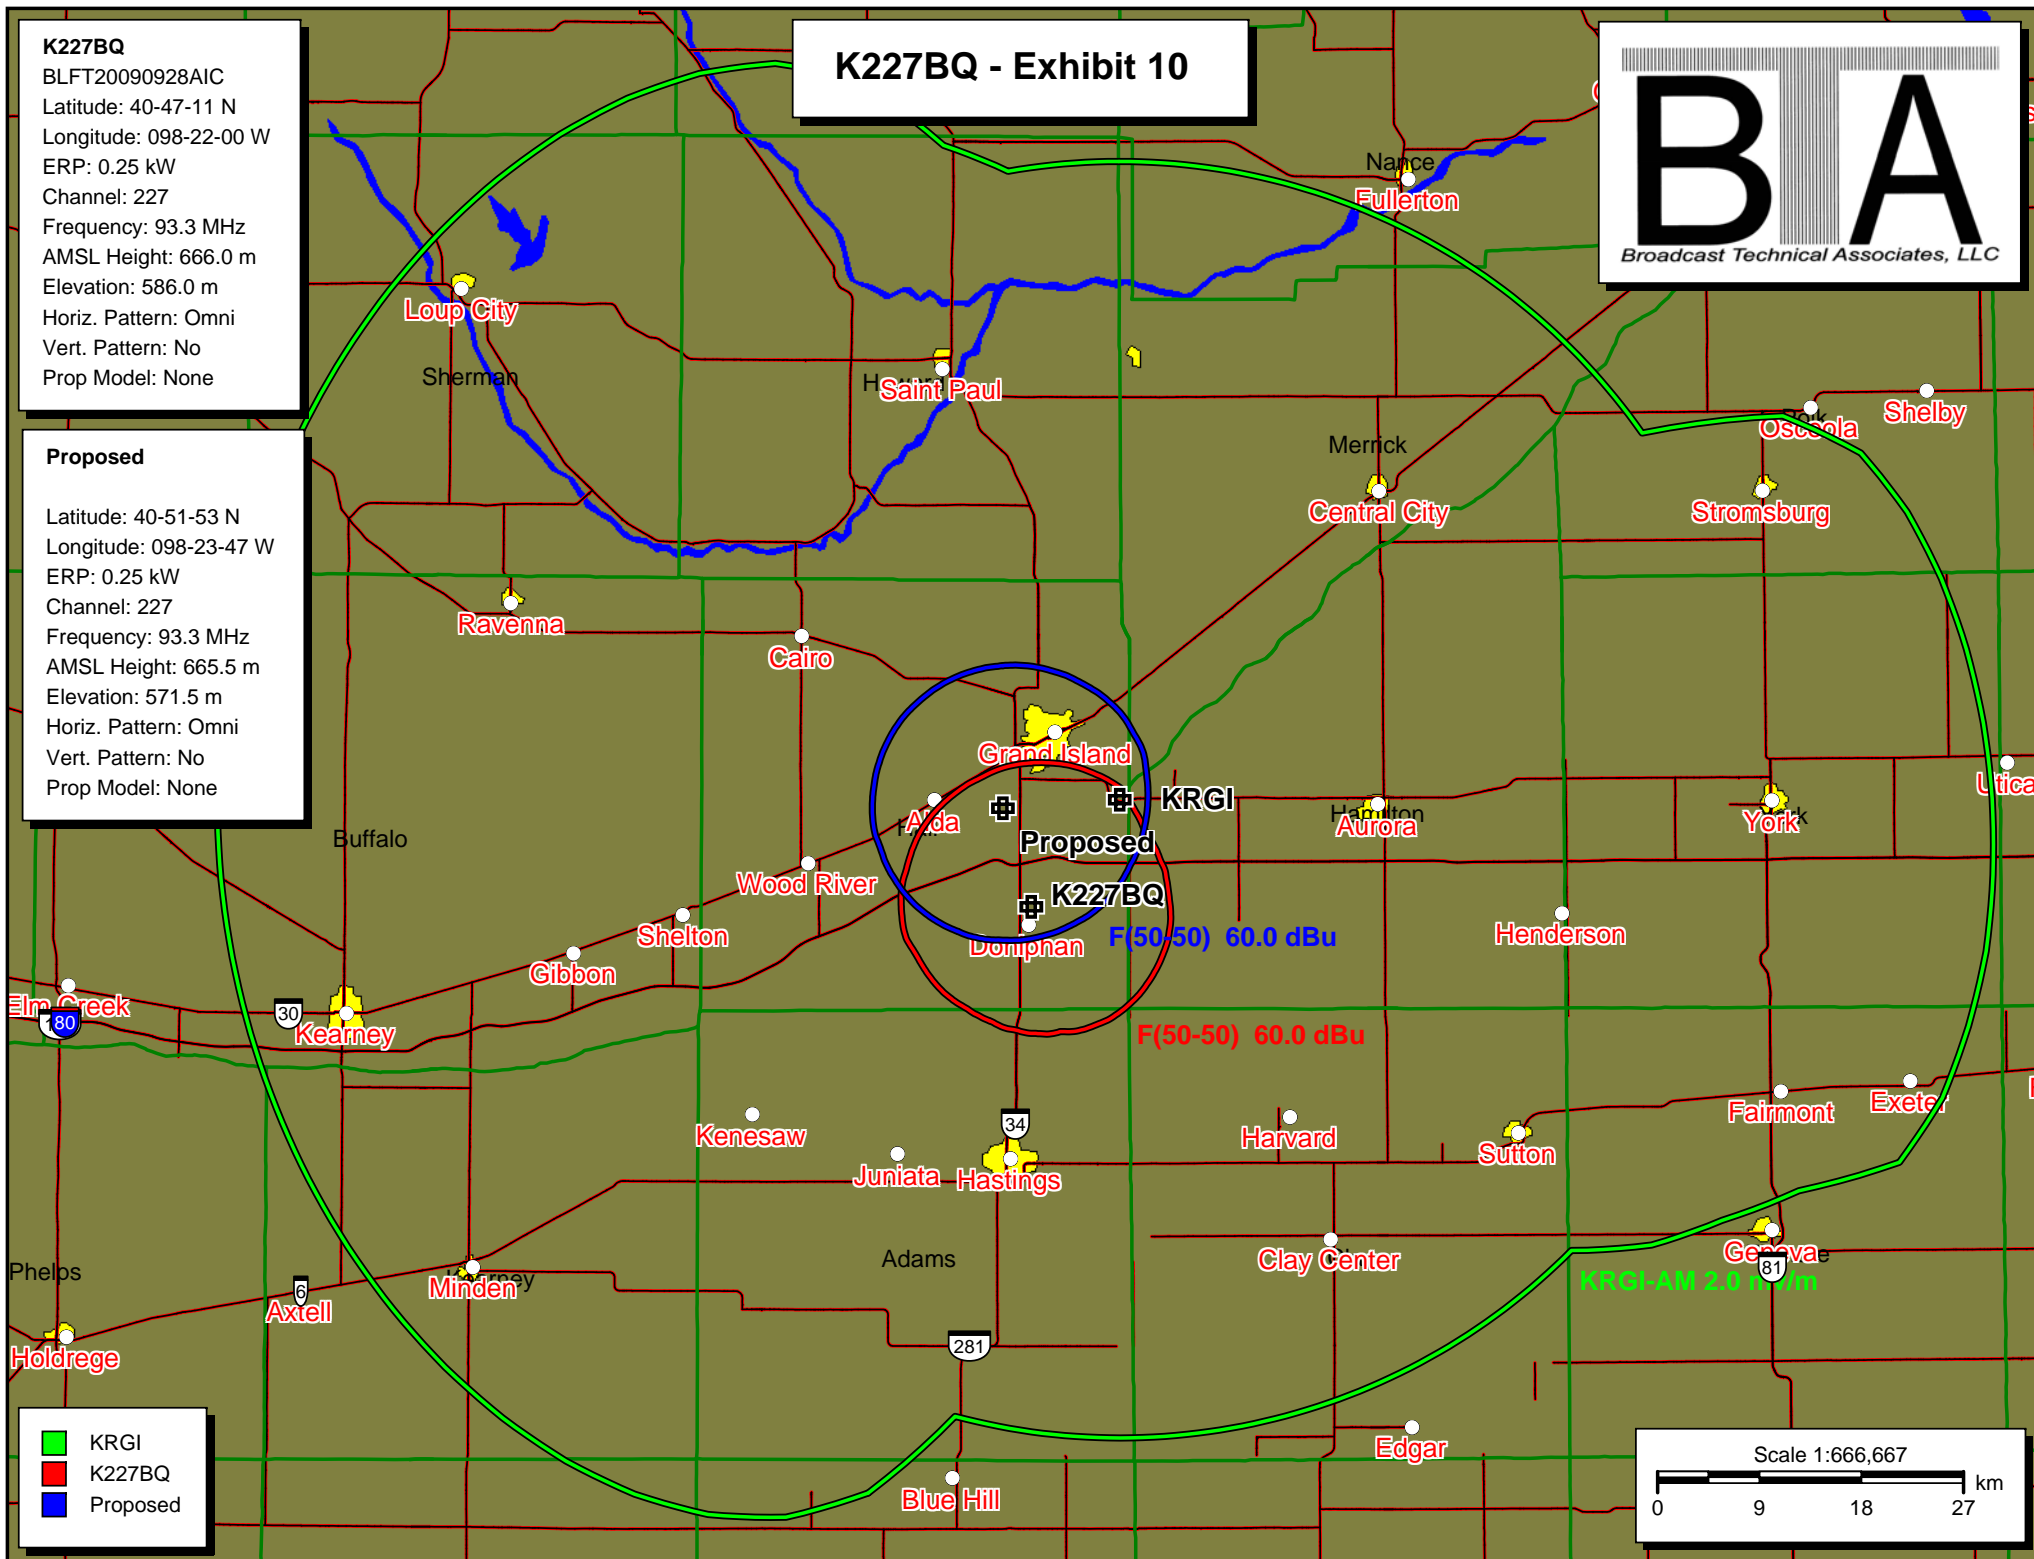 K227BQ
BLFT20090928AIC
Latitude: 40-47-11 N
Longitude: 098-22-00 W
ERP: 0.25 kW
Channel: 227
Frequency: 93.3 MHz
AMSL Height: 666.0 m
Elevation: 586.0 m
Horiz. Pattern: Omni
Vert. Pattern: No
Prop Model: None
K227BQ - Exhibit 10
BTA
Broadcast Technical Associates, LLC
Proposed
Latitude: 40-51-53 N
Longitude: 098-23-47 W
ERP: 0.25 kW
Channel: 227
Frequency: 93.3 MHz
AMSL Height: 665.5 m
Elevation: 571.5 m
Horiz. Pattern: Omni
Vert. Pattern: No
Prop Model: None
Nance
Fullerton
Loup City
Sherman
Saint Paul
Shelby
Osceola
Merrick
Central City
Stromsburg
Ravenna
Cairo
Grand Island
Utica
KRGI
Alda
Hamilton
Aurora
York
Buffalo
Proposed
Wood River
K227BQ
Shelton
Doniphan
F(50-50) 60.0 dBu
Henderson
Gibbon
Elm Creek
80
30
Kearney
F(50-50) 60.0 dBu
Kenesaw
34
Harvard
Fairmont
Exeter
Sutton
Juniata
Hastings
Adams
Clay Center
Geneva
81
Phelps
Minden
KRGI-AM 2.0 mV/m
6
Axtell
281
Holdrege
Edgar
Blue Hill
KRGI
K227BQ
Proposed
Scale 1:666,667
km
0 9 18 27